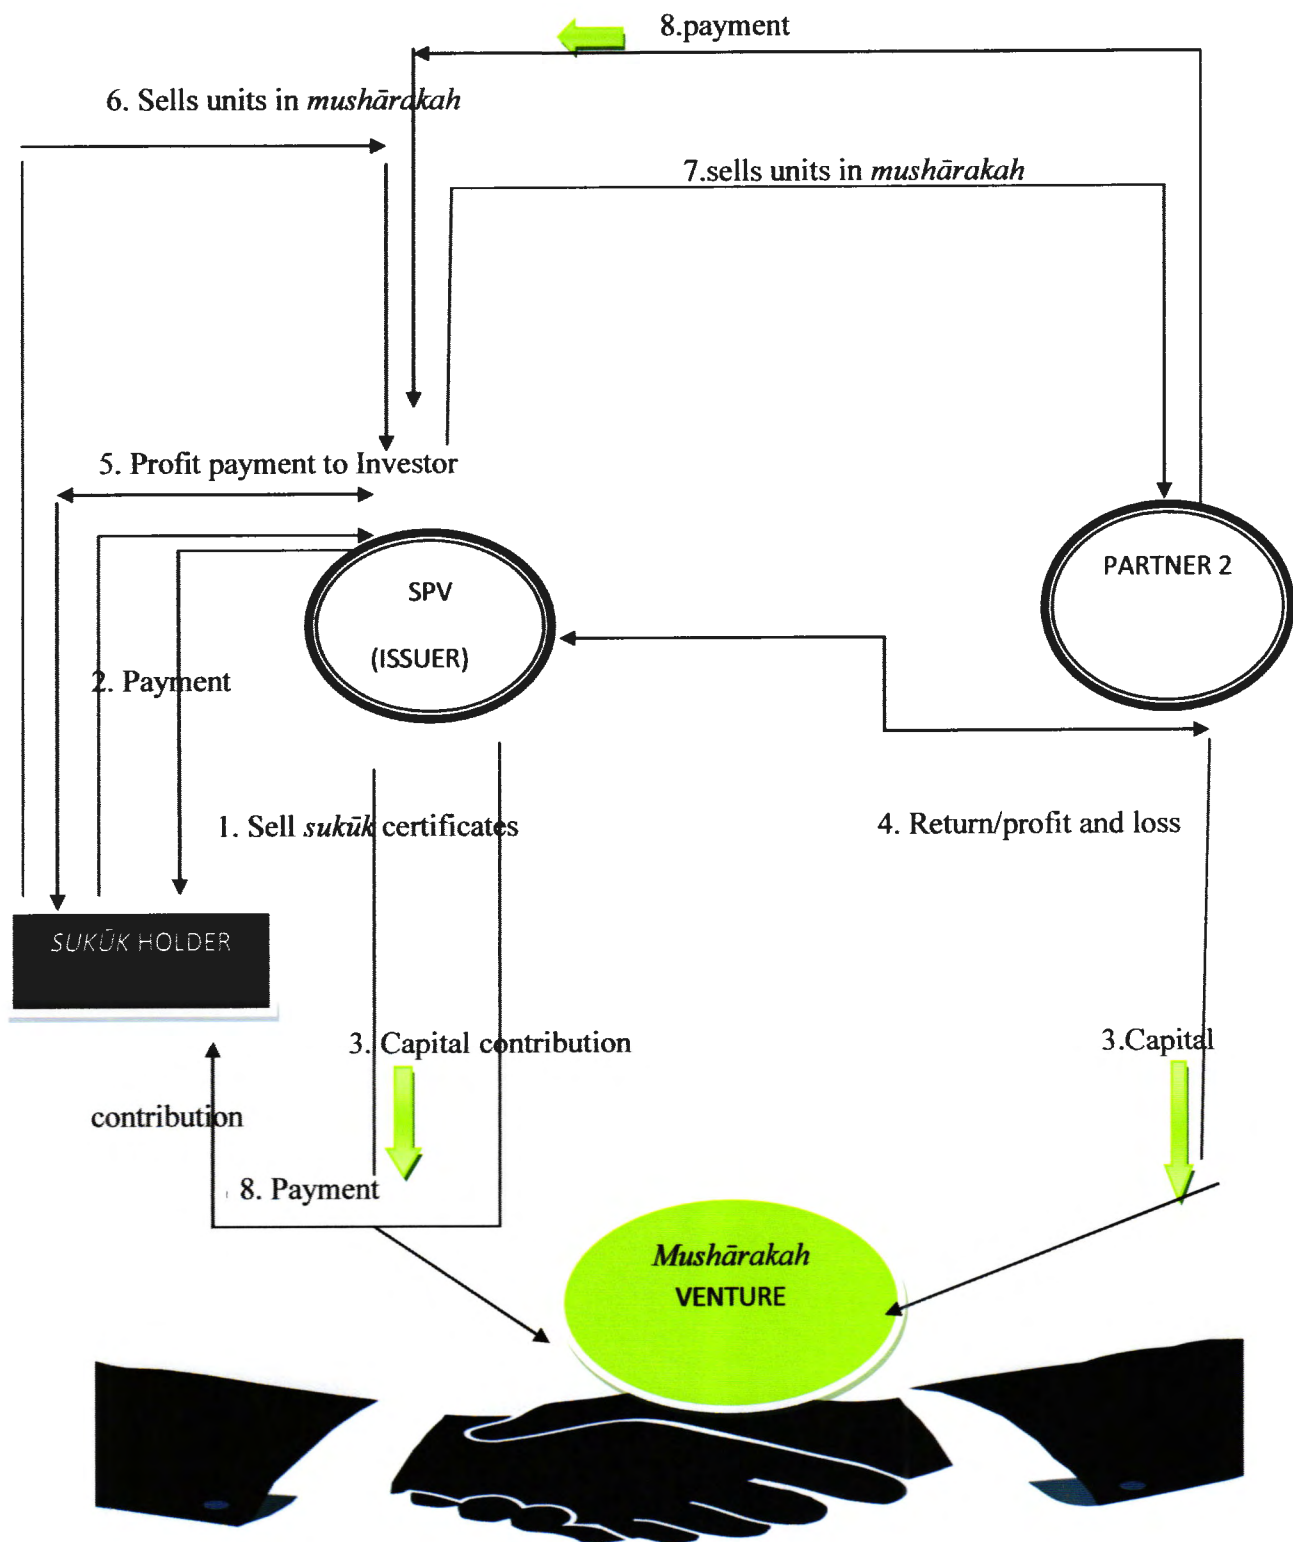 8.payment
6. Sells units in mushārakah
7.sells units in mushārakah
5. Profit payment to Investor
PARTNER 2
SPV
(ISSUER)
2. Payment
1. Sell sukūk certificates
4. Return/profit and loss
SUKŪK HOLDER
3. Capital contribution
3.Capital
contribution
8. Payment
Mushārakah
VENTURE